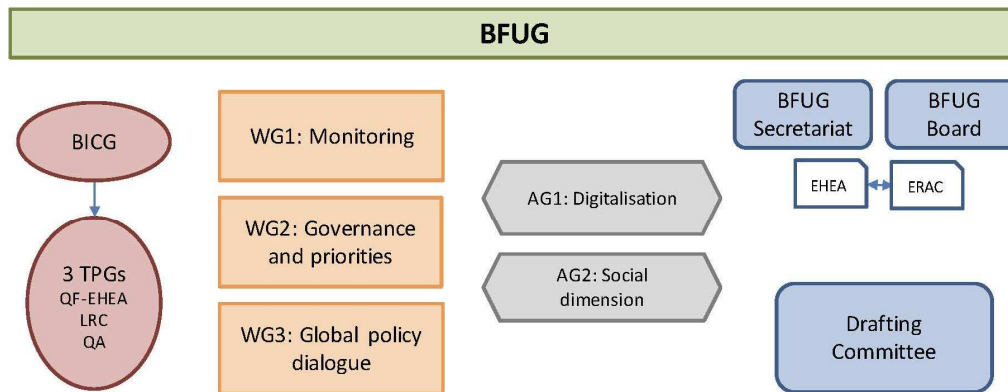 BFUG
BICG
3 TPGs
QF-EHEA
LRC
QA
WG1: Monitoring
WG2: Governance
and priorities
WG3: Global policy
dialogue
AG1: Digitalisation
AG2: Social
dimension
BFUG
Secretariat
BFUG
Board
EHEA
ERAC
Drafting
Committee